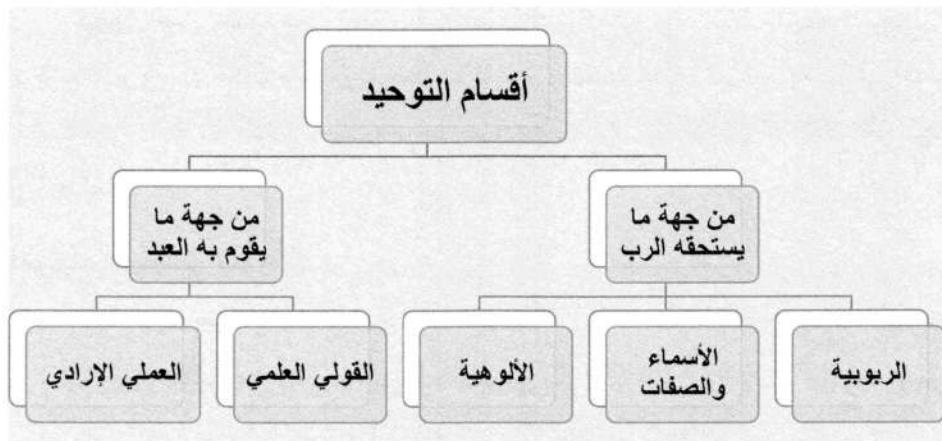 أقسام التوحيد
من جهة ما
يستحقه الرب
من جهة ما
يقوم به العبد
الربوبية
الأسماء
والصفات
الألوهية
القولي العلمي
العملي الإرادي